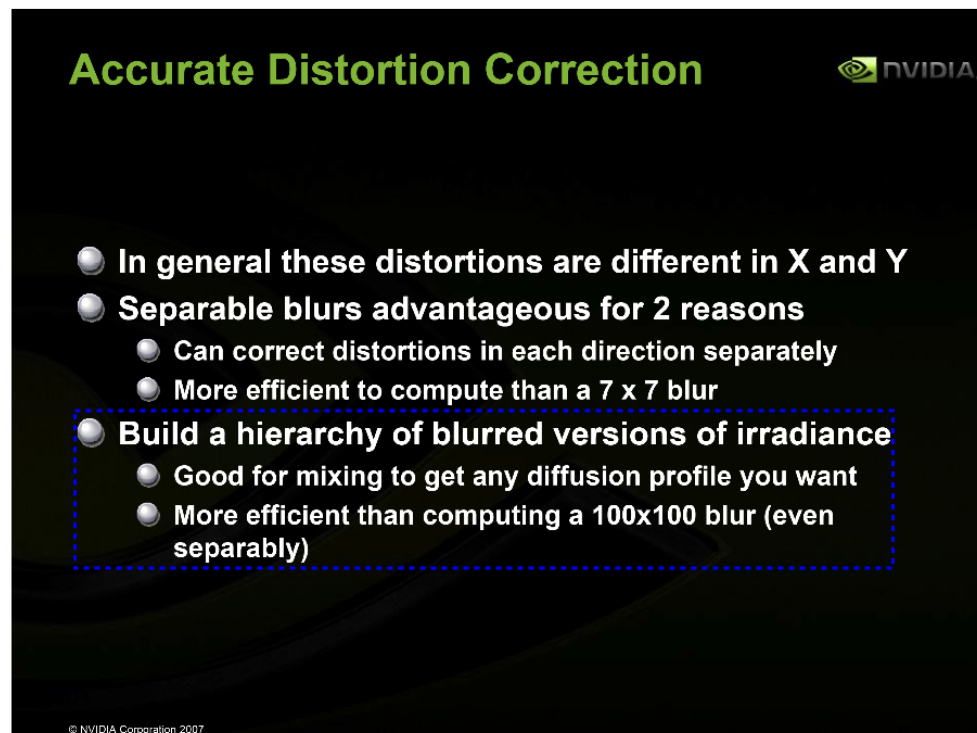 Accurate Distortion Correction
NVIDIA
In general these distortions are different in X and Y
Separable blurs advantageous for 2 reasons
Can correct distortions in each direction separately
More efficient to compute than a 7 x 7 blur
Build a hierarchy of blurred versions of irradiance
Good for mixing to get any diffusion profile you want
More efficient than computing a 100x100 blur (even
separably)
© NVIDIA Corporation 2007